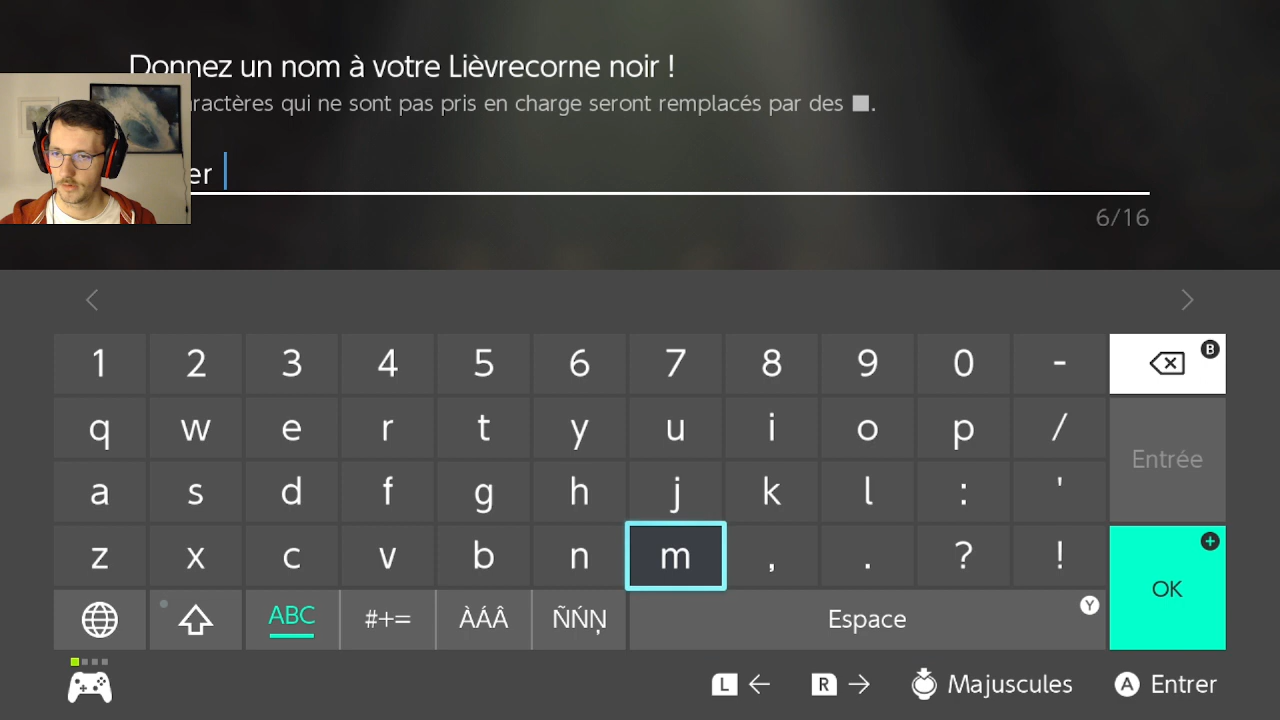 Donnez un nom à votre Lièvrecorne noir !
ractères qui ne sont pas pris en charge seront remplacés par des ■.
er
6/16
1 2 3 4 5 6 7 8 9 0 - B
q w e r t y u i o p /
Entrée
a s d f g h j k l : '
z x c v b n m , . ? ! +
OK
ABC #+= ÀÁÂ ÑŃŅ Espace Y
L ← R → Majuscules A Entrer